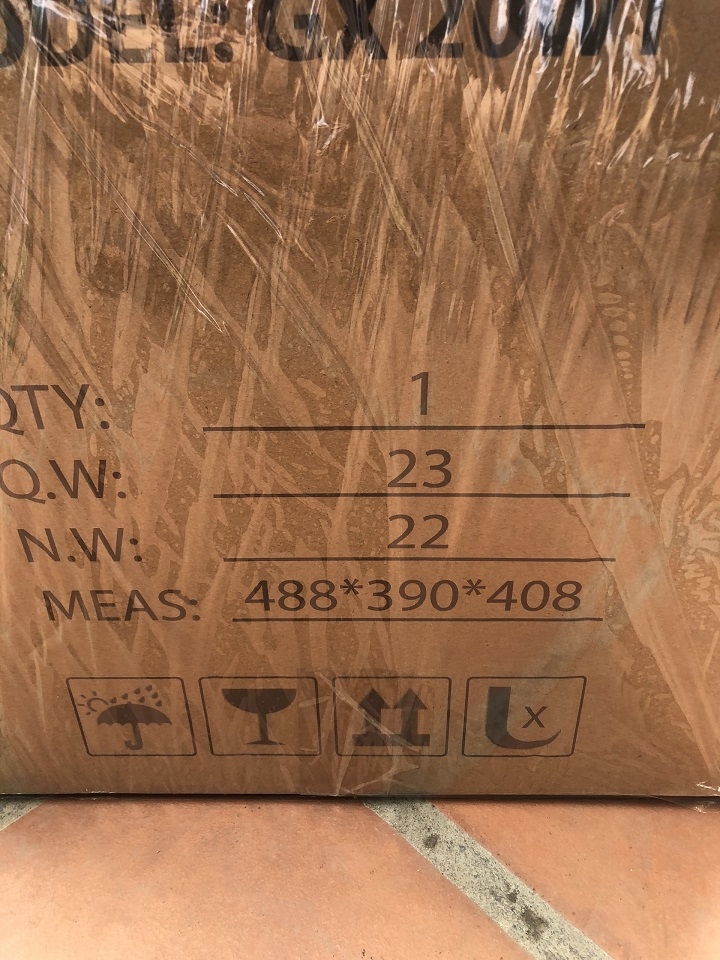 QTY: 1
Q.W: 23
N.W: 22
MEAS: 488*390*408
X